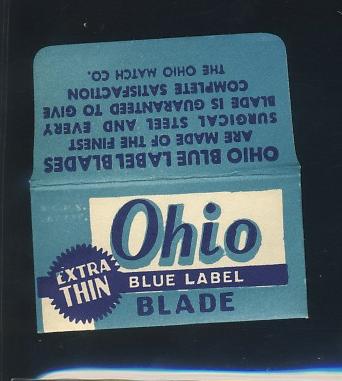 OHIO BLUE LABEL BLADES
ARE MADE OF THE FINEST
SURGICAL STEEL AND EVERY
BLADE IS GUARANTEED TO GIVE
COMPLETE SATISFACTION
THE OHIO MATCH CO.
Ohio
EXTRA
THIN
BLUE LABEL
BLADE